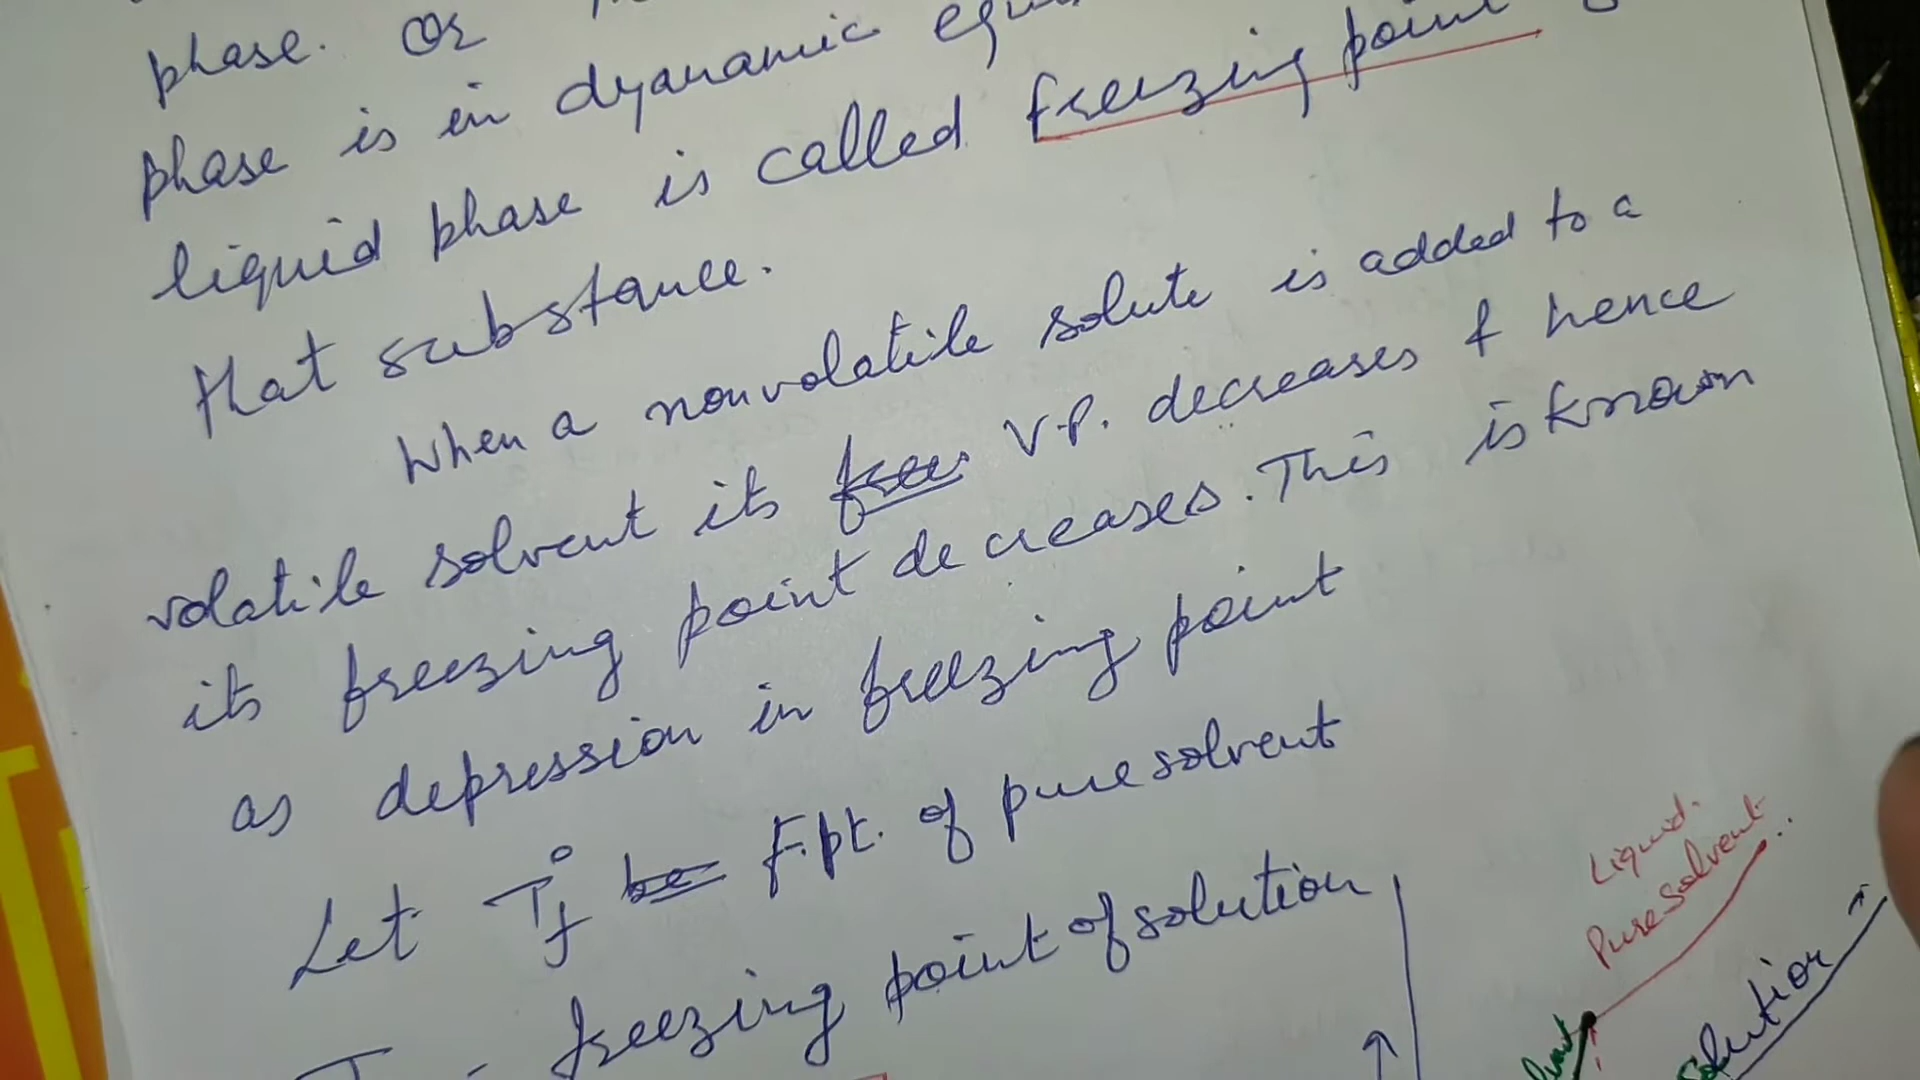 phase. Or
phase is in dyanamic
liquid phase is called freezing point
that substance.
When a nonvolatile solute is added to a
volatile solvent its V.P. decreases & hence
its freezing point decreases. This is known
as depression in freezing point
Let T°f F.pt. of pure solvent
freezing point of solution
Liquid.
Pure Solvent
Solution